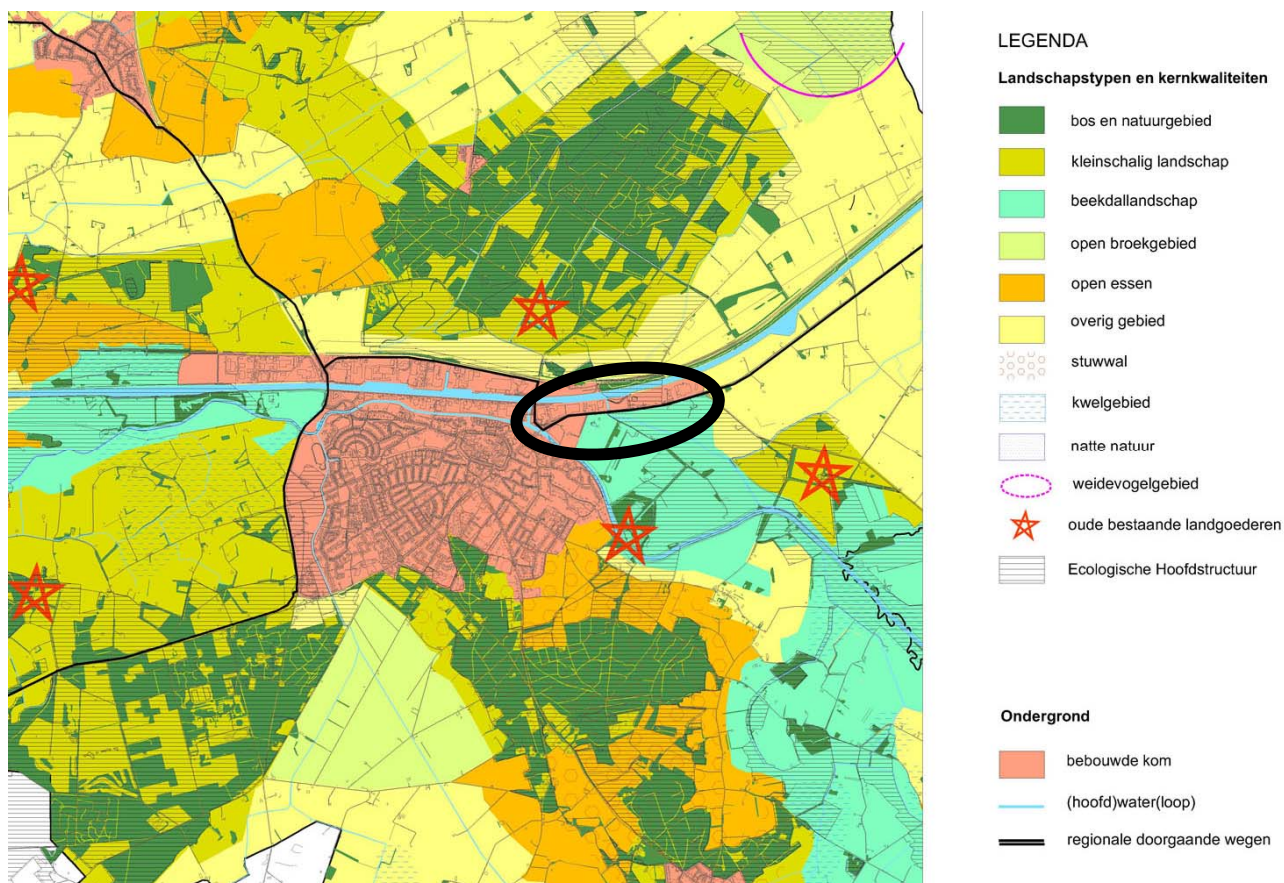 LEGENDA
Landschapstypen en kernkwaliteiten
bos en natuurgebied
kleinschalig landschap
beekdallandschap
open broekgebied
open essen
overig gebied
stuwwal
kwelgebied
natte natuur
weidevogelgebied
oude bestaande landgoederen
Ecologische Hoofdstructuur
Ondergrond
bebouwde kom
(hoofd)water(loop)
regionale doorgaande wegen